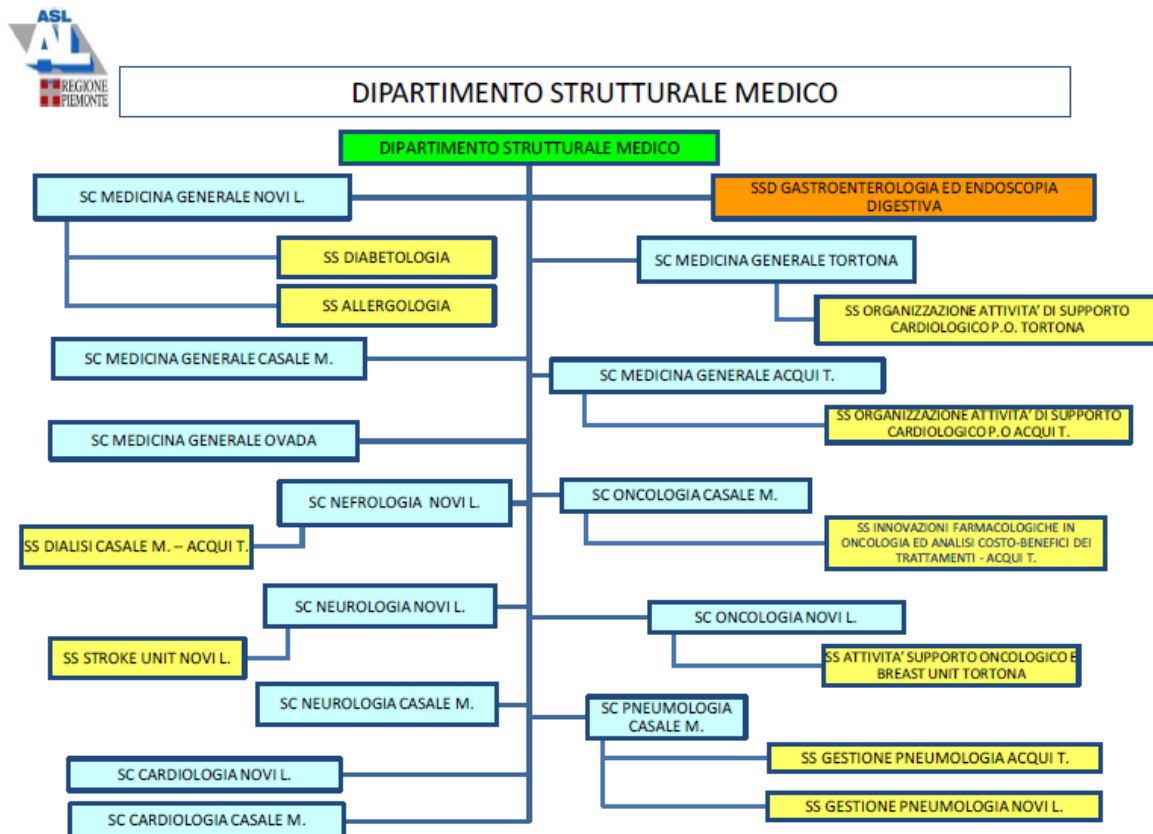 ASL
AL
REGIONE
PIEMONTE
DIPARTIMENTO STRUTTURALE MEDICO
DIPARTIMENTO STRUTTURALE MEDICO
SC MEDICINA GENERALE NOVI L.
SSD GASTROENTEROLOGIA ED ENDOSCOPIA
DIGESTIVA
SS DIABETOLOGIA
SC MEDICINA GENERALE TORTONA
SS ALLERGOLOGIA
SS ORGANIZZAZIONE ATTIVITA' DI SUPPORTO
CARDIOLOGICO P.O. TORTONA
SC MEDICINA GENERALE CASALE M.
SC MEDICINA GENERALE ACQUI T.
SS ORGANIZZAZIONE ATTIVITA' DI SUPPORTO
CARDIOLOGICO P.O ACQUI T.
SC MEDICINA GENERALE OVADA
SC NEFROLOGIA NOVI L.
SC ONCOLOGIA CASALE M.
SS DIALISI CASALE M. – ACQUI T.
SS INNOVAZIONI FARMACOLOGICHE IN
ONCOLOGIA ED ANALISI COSTO-BENEFICI DEI
TRATTAMENTI - ACQUI T.
SC NEUROLOGIA NOVI L.
SC ONCOLOGIA NOVI L.
SS STROKE UNIT NOVI L.
SS ATTIVITA' SUPPORTO ONCOLOGICO E
BREAST UNIT TORTONA
SC NEUROLOGIA CASALE M.
SC PNEUMOLOGIA
CASALE M.
SS GESTIONE PNEUMOLOGIA ACQUI T.
SC CARDIOLOGIA NOVI L.
SS GESTIONE PNEUMOLOGIA NOVI L.
SC CARDIOLOGIA CASALE M.